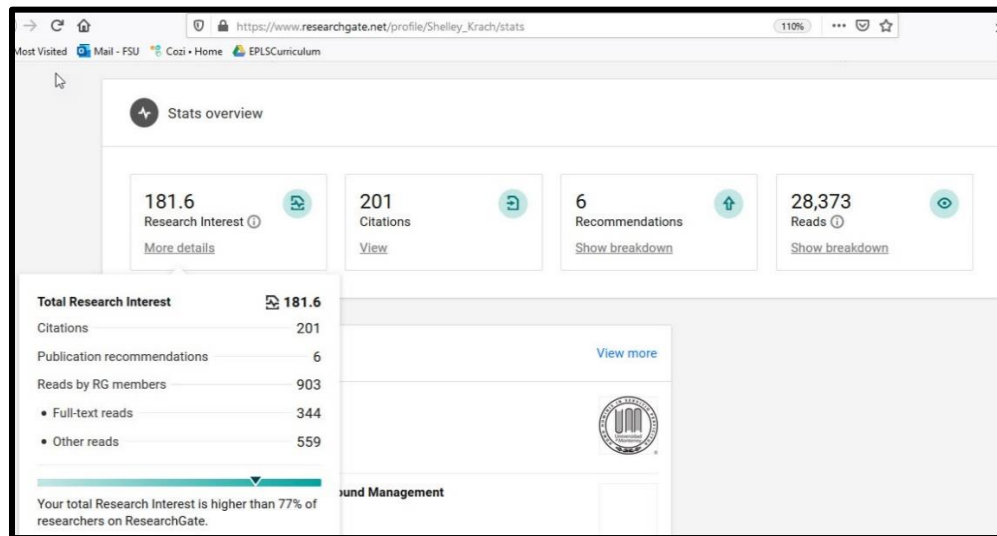 https://www.researchgate.net/profile/Shelley_Krach/stats
110%
Most Visited Mail - FSU Cozi • Home EPLSCurriculum
Stats overview
181.6
Research Interest
More details
201
Citations
View
6
Recommendations
Show breakdown
28,373
Reads
Show breakdown
Total Research Interest 181.6
Citations 201
Publication recommendations 6
Reads by RG members 903
• Full-text reads 344
• Other reads 559
Your total Research Interest is higher than 77% of
researchers on ResearchGate.
View more
ound Management